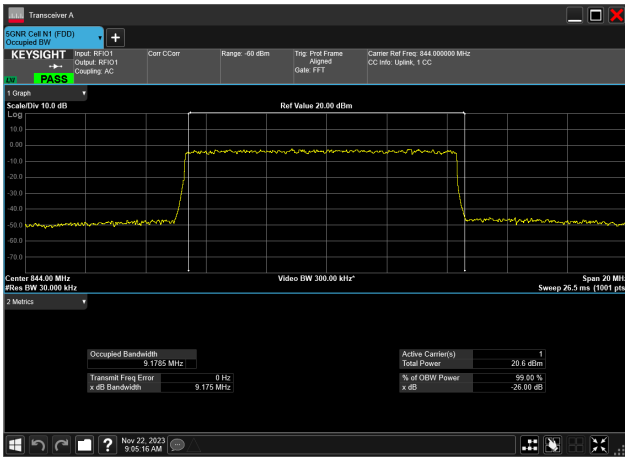 Transceiver A
5GNR Cell N1 (FDD)
Occupied BW
KEYSIGHT
Input: RFIO1
Output: RFIO1
Coupling: AC
Corr CCorr
Range: -60 dBm
Trig: Prot Frame
Aligned
Gate: FFT
Carrier Ref Freq: 844.000000 MHz
CC Info: Uplink, 1 CC
PASS
1 Graph
Scale/Div 10.0 dB
Ref Value 20.00 dBm
Log
10.0
0.00
-10.0
-20.0
-30.0
-40.0
-50.0
-60.0
-70.0
Center 844.00 MHz
Video BW 300.00 kHz*
Span 20 MHz
#Res BW 30.000 kHz
Sweep 26.5 ms (1001 pts)
2 Metrics
Occupied Bandwidth
9.1785 MHz
Transmit Freq Error 0 Hz
x dB Bandwidth 9.175 MHz
Active Carrier(s) 1
Total Power 20.6 dBm
% of OBW Power 99.00 %
x dB -26.00 dB
Nov 22, 2023
9:05:16 AM